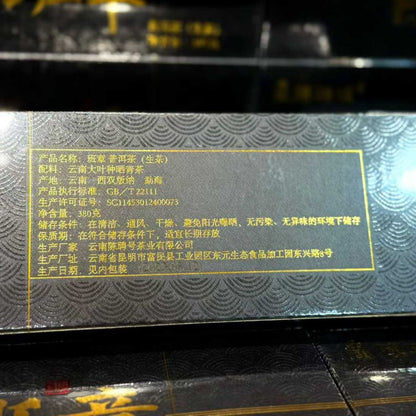 产品名称：班章 普洱茶（生茶）
配料：云南大叶种晒青茶
产地：云南 西双版纳 勐海
产品执行标准：GB／T22111
生产许可证号：SC11453012400073
净含量：380克
储存条件：在清洁、通风、干燥、避免阳光曝晒，无污染、无异味的环境下储存
保质期：在符合储存条件下，适宜长期存放
生产厂家：云南陈腾号茶业有限公司
生产厂址：云南省昆明市富民县工业园区东元生态食品加工园东兴路8号
生产日期：见内包装